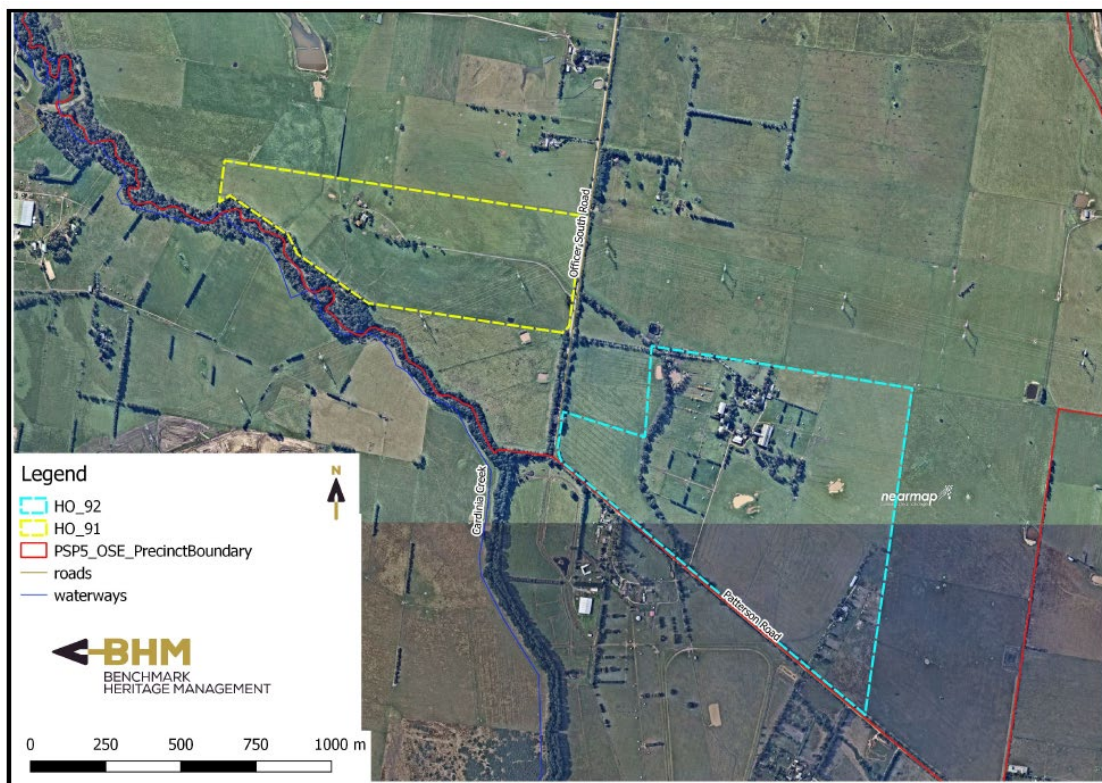 Officer South Road
nearmap
Cardinia Creek
Patterson Road
Legend
N
HO_92
HO_91
PSP5_OSE_PrecinctBoundary
roads
waterways
BHM
BENCHMARK
HERITAGE MANAGEMENT
0 250 500 750 1000 m